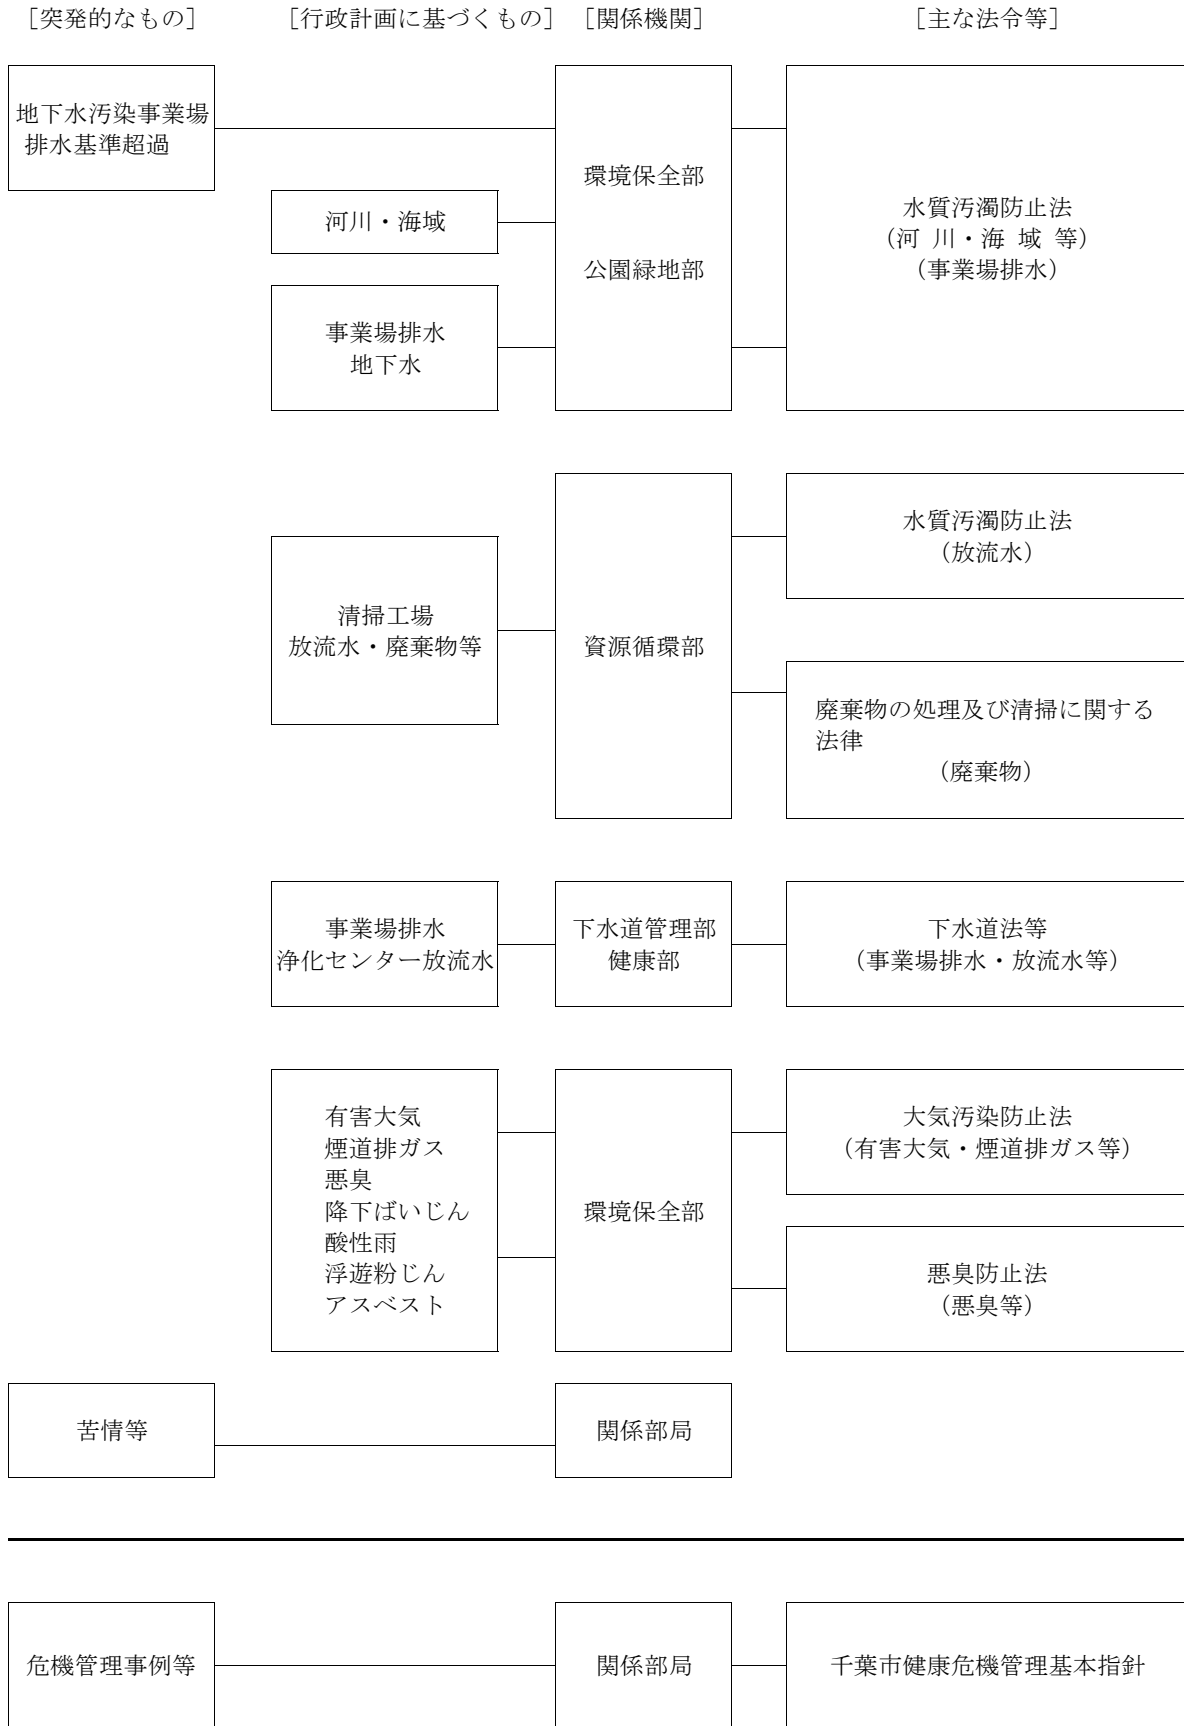 [突発的なもの] [行政計画に基づくもの] [関係機関] [主な法令等]
地下水汚染事業場
排水基準超過
河川・海域
事業場排水
地下水
環境保全部
公園緑地部
水質汚濁防止法
（河 川・海 域 等）
（事業場排水）
清掃工場
放流水・廃棄物等
資源循環部
水質汚濁防止法
（放流水）
廃棄物の処理及び清掃に関する
法律
（廃棄物）
事業場排水
浄化センター放流水
下水道管理部
健康部
下水道法等
（事業場排水・放流水等）
有害大気
煙道排ガス
悪臭
降下ばいじん
酸性雨
浮遊粉じん
アスベスト
環境保全部
大気汚染防止法
（有害大気・煙道排ガス等）
悪臭防止法
（悪臭等）
苦情等
関係部局
危機管理事例等
関係部局
千葉市健康危機管理基本指針